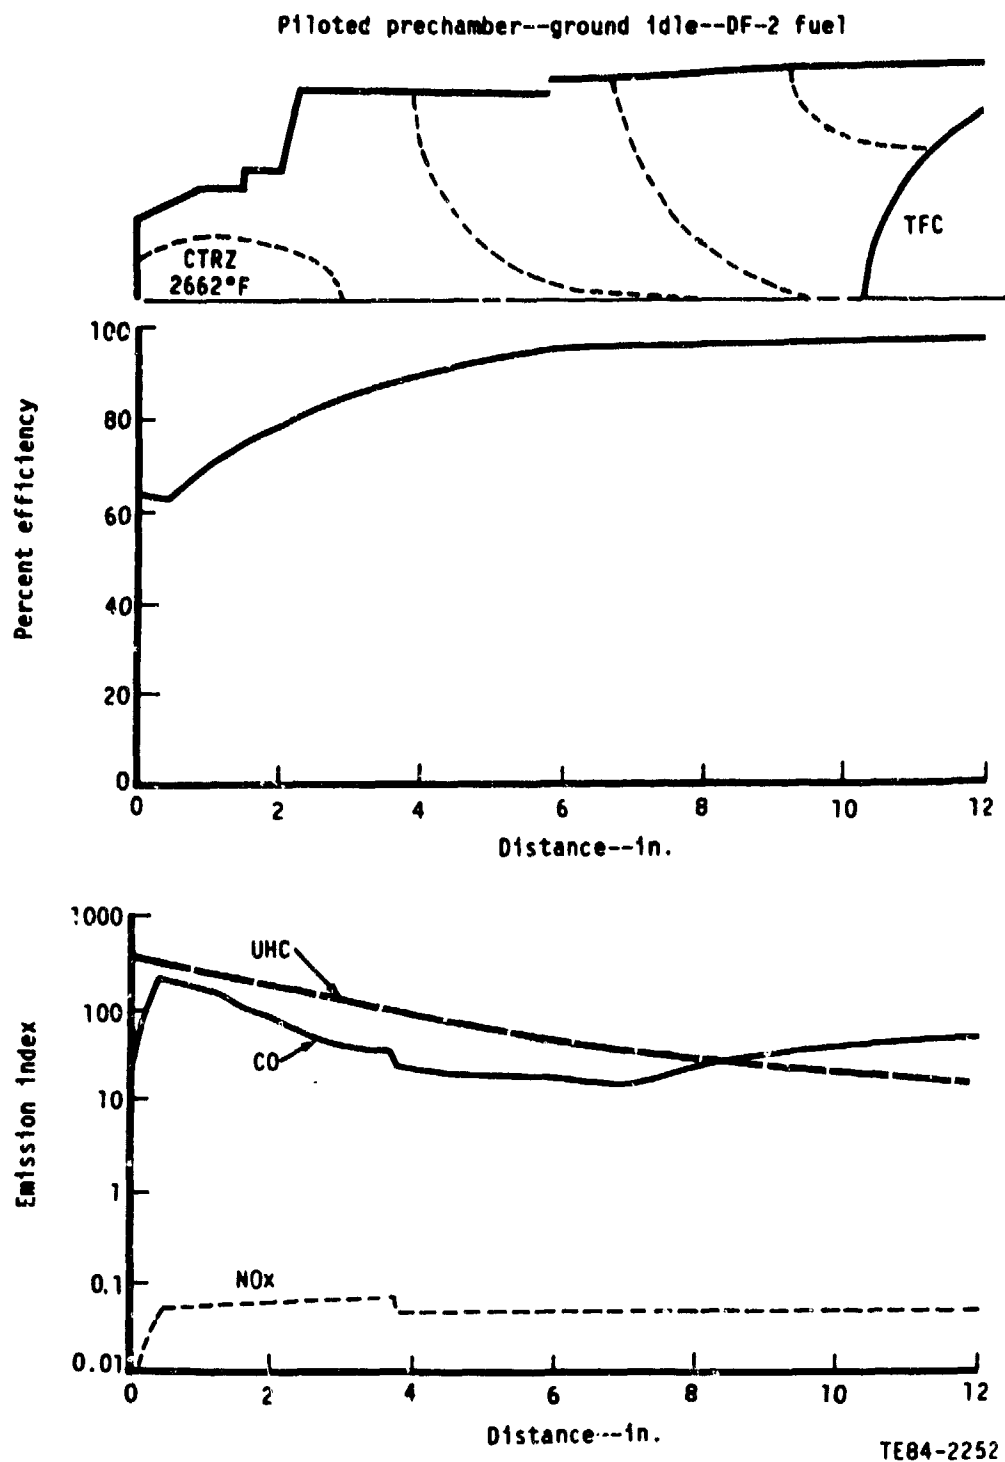 Piloted prechamber--ground idle--DF-2 fuel
CTRZ
2662°F
TFC
100
80
60
40
20
0
Percent efficiency
0 2 4 6 8 10 12
Distance--in.
1000
100
10
1
0.1
0.01
Emission index
UHC
CO
NOx
0 2 4 6 8 10 12
Distance--in.
TE84-2252